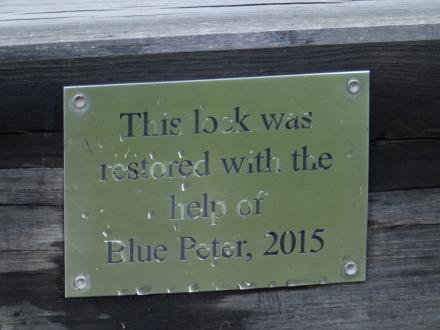 This lock was
restored with the
help of
Blue Peter, 2015